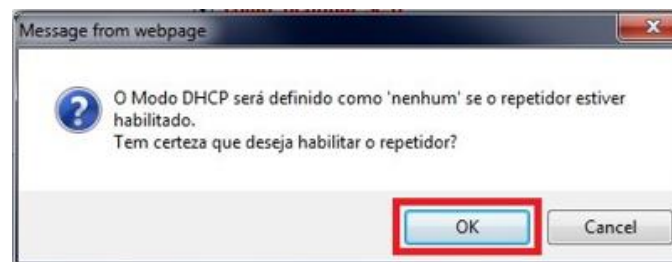 Message from webpage
O Modo DHCP será definido como 'nenhum' se o repetidor estiver
habilitado.
Tem certeza que deseja habilitar o repetidor?
OK
Cancel